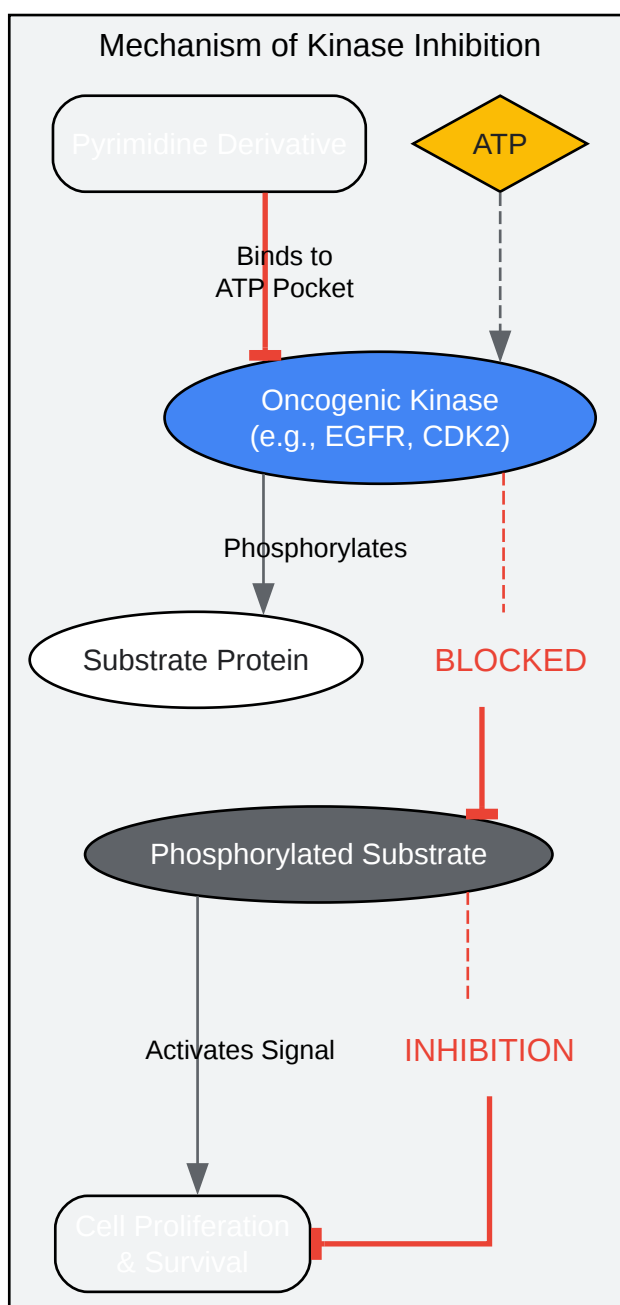 Mechanism of Kinase Inhibition
Pyrimidine Derivative
ATP
Binds to
ATP Pocket
Oncogenic Kinase
(e.g., EGFR, CDK2)
Phosphorylates
Substrate Protein
BLOCKED
Phosphorylated Substrate
Activates Signal
INHIBITION
Cell Proliferation
& Survival